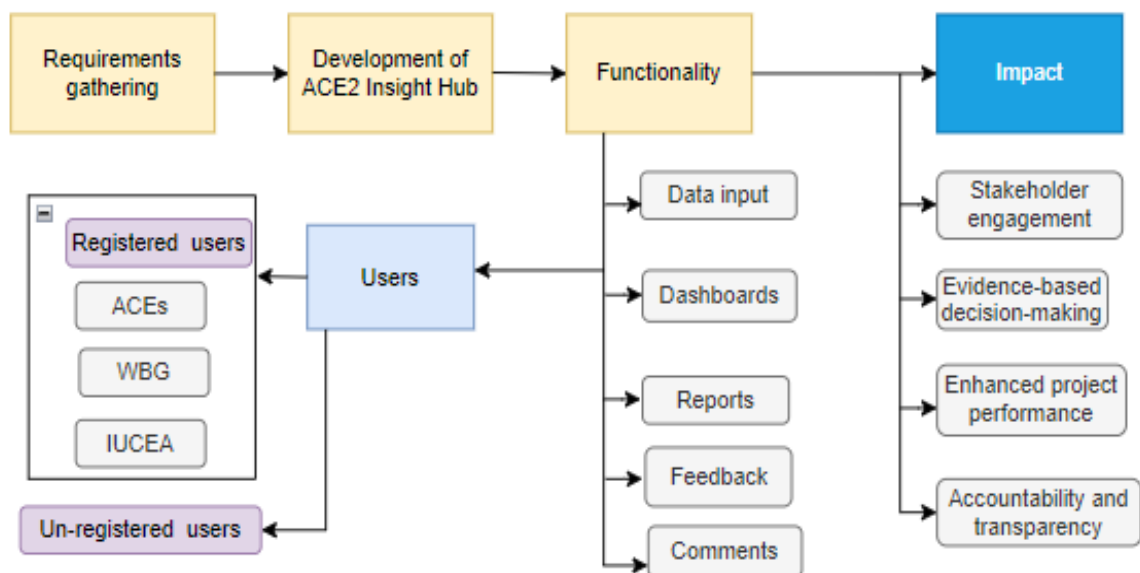 Requirements
gathering
Development of
ACE2 Insight Hub
Functionality
Impact
Registered users
ACEs
WBG
IUCEA
Un-registered users
Users
Data input
Dashboards
Reports
Feedback
Comments
Stakeholder
engagement
Evidence-based
decision-making
Enhanced project
performance
Accountability and
transparency